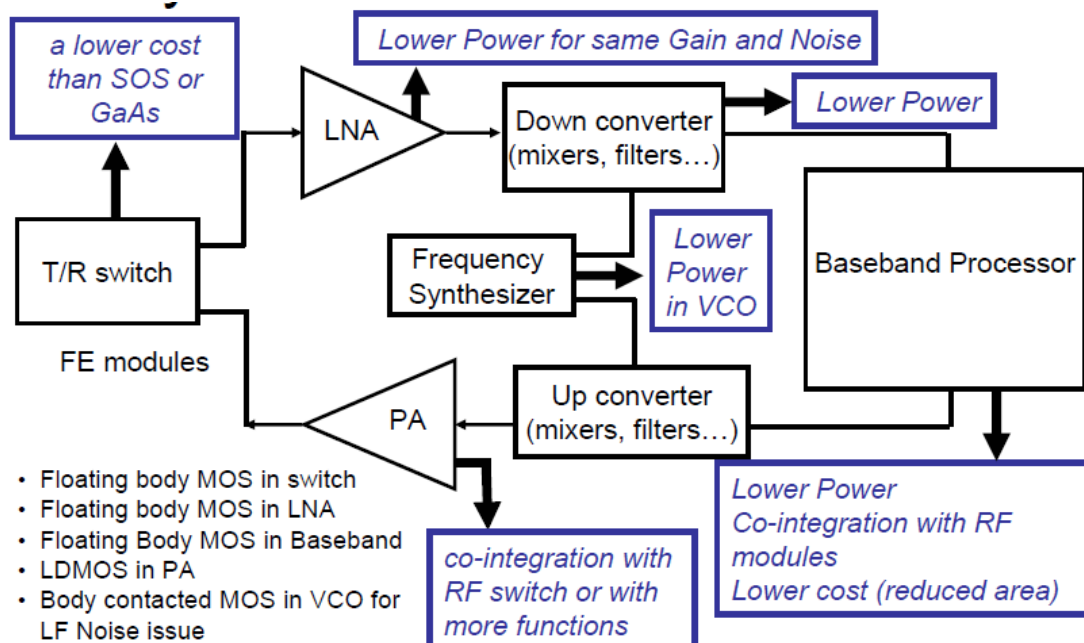 a lower cost
than SOS or
GaAs
Lower Power for same Gain and Noise
Lower Power
LNA
Down converter
(mixers, filters…)
T/R switch
Frequency
Synthesizer
Lower
Power
in VCO
Baseband Processor
FE modules
PA
Up converter
(mixers, filters…)
• Floating body MOS in switch
• Floating body MOS in LNA
• Floating Body MOS in Baseband
• LDMOS in PA
• Body contacted MOS in VCO for
LF Noise issue
co-integration with
RF switch or with
more functions
Lower Power
Co-integration with RF
modules
Lower cost (reduced area)